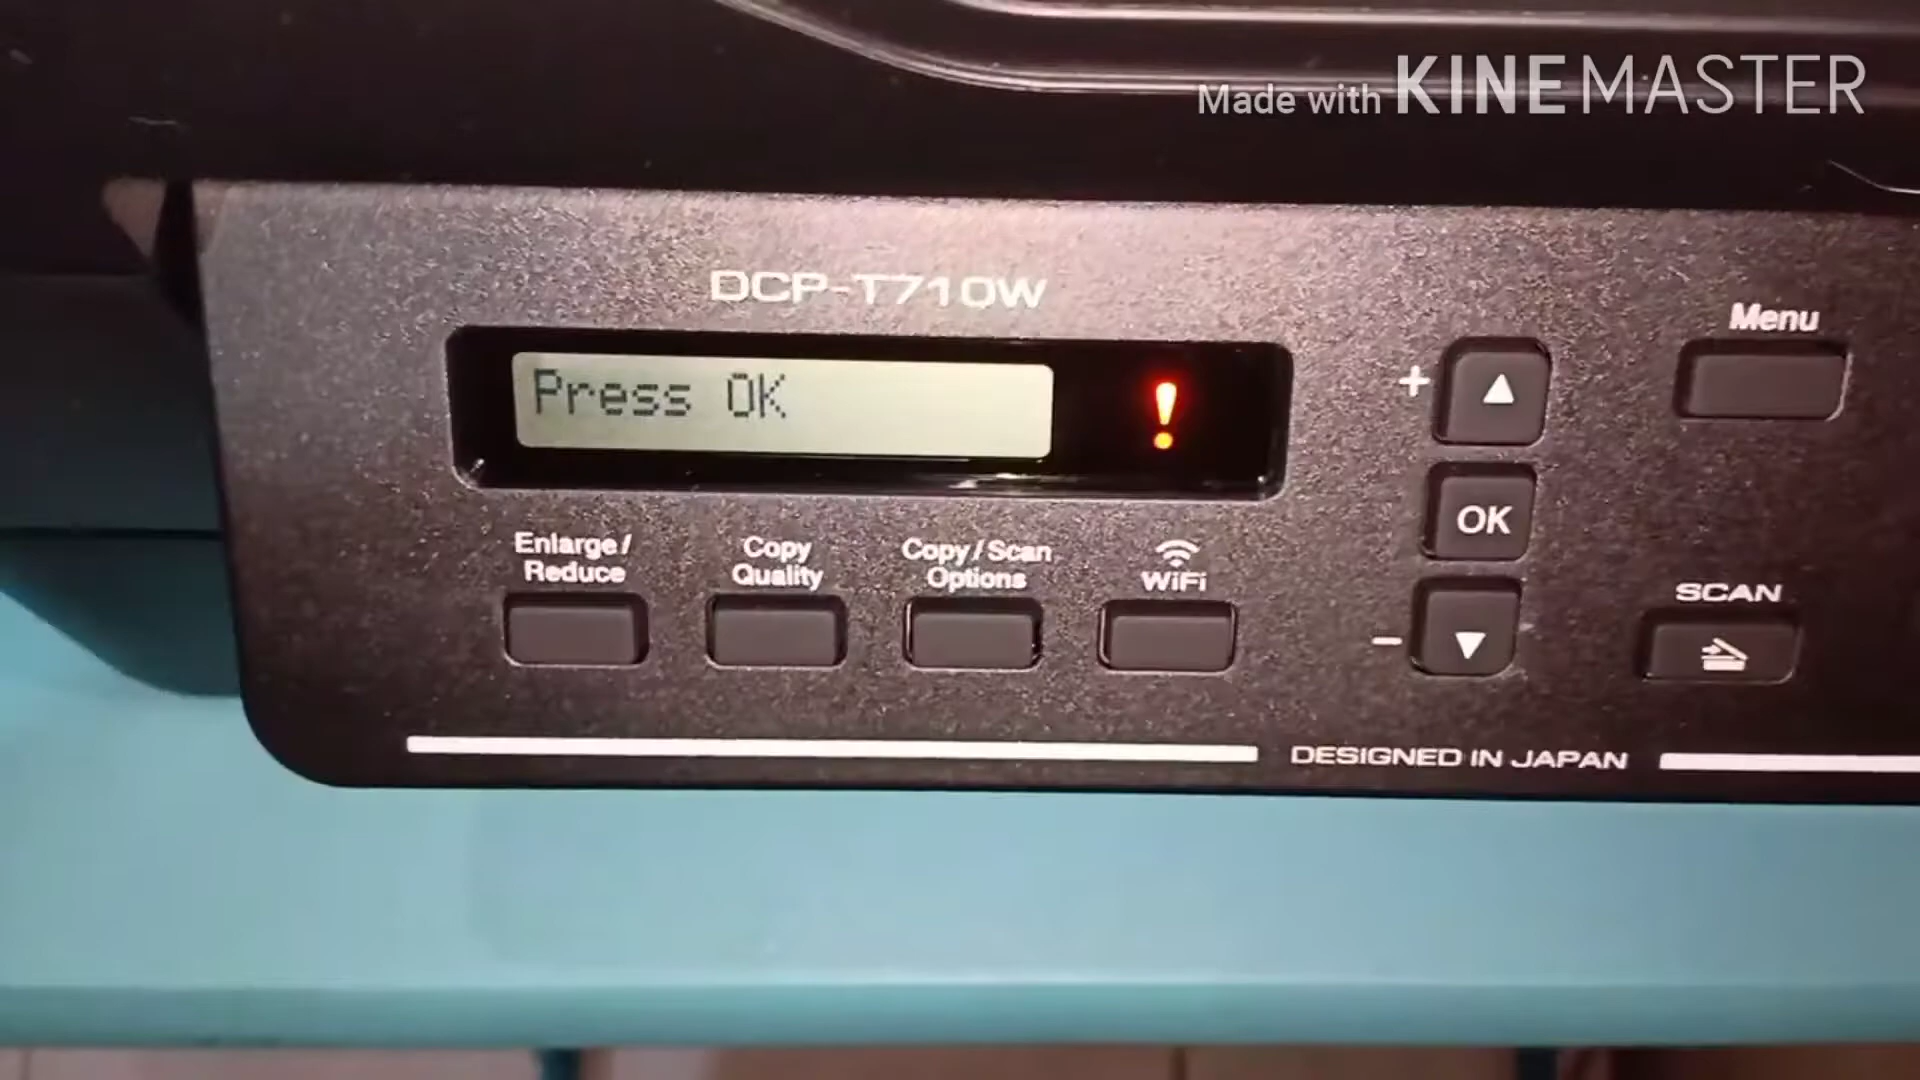 Made with KINEMASTER
DCP-T710W
Press OK
!
Menu
+
OK
-
Enlarge/
Reduce
Copy
Quality
Copy/Scan
Options
WiFi
SCAN
DESIGNED IN JAPAN